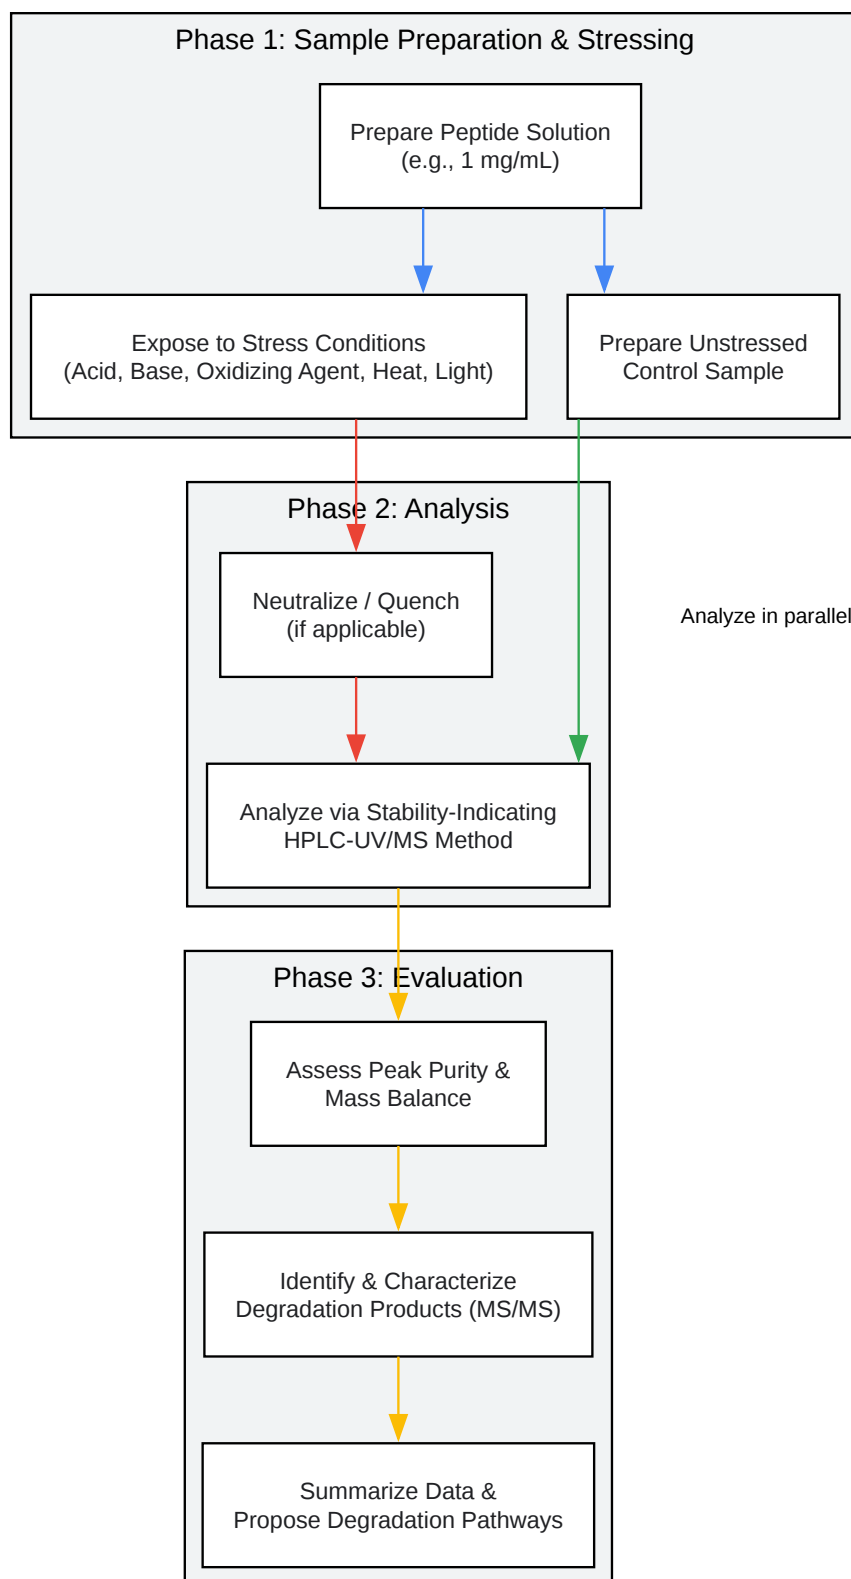 Phase 1: Sample Preparation & Stressing
Prepare Peptide Solution
(e.g., 1 mg/mL)
Expose to Stress Conditions
(Acid, Base, Oxidizing Agent, Heat, Light)
Prepare Unstressed
Control Sample
Phase 2: Analysis
Neutralize / Quench
(if applicable)
Analyze in parallel
Analyze via Stability-Indicating
HPLC-UV/MS Method
Phase 3: Evaluation
Assess Peak Purity &
Mass Balance
Identify & Characterize
Degradation Products (MS/MS)
Summarize Data &
Propose Degradation Pathways